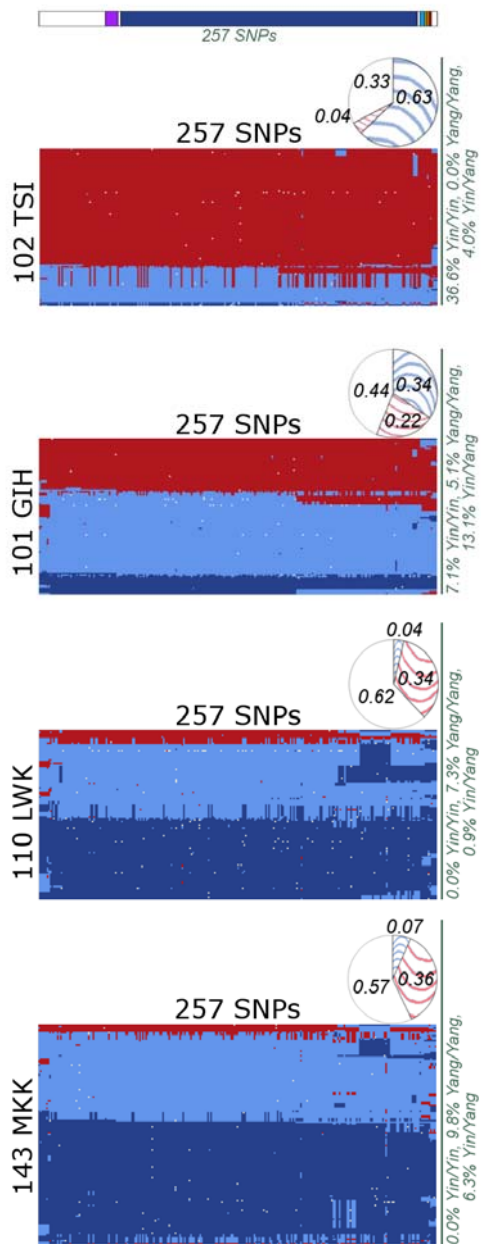 257 SNPs
0.33
0.63
0.04
257 SNPs
102 TSI
36.6% Yin/Yin, 0.0% Yang/Yang,
4.0% Yin/Yang
0.44
0.34
0.22
257 SNPs
101 GIH
7.1% Yin/Yin, 5.1% Yang/Yang,
13.1% Yin/Yang
0.04
0.34
0.62
257 SNPs
110 LWK
0.0% Yin/Yin, 7.3% Yang/Yang,
0.9% Yin/Yang
0.07
0.36
0.57
257 SNPs
143 MKK
0.0% Yin/Yin, 9.8% Yang/Yang,
6.3% Yin/Yang